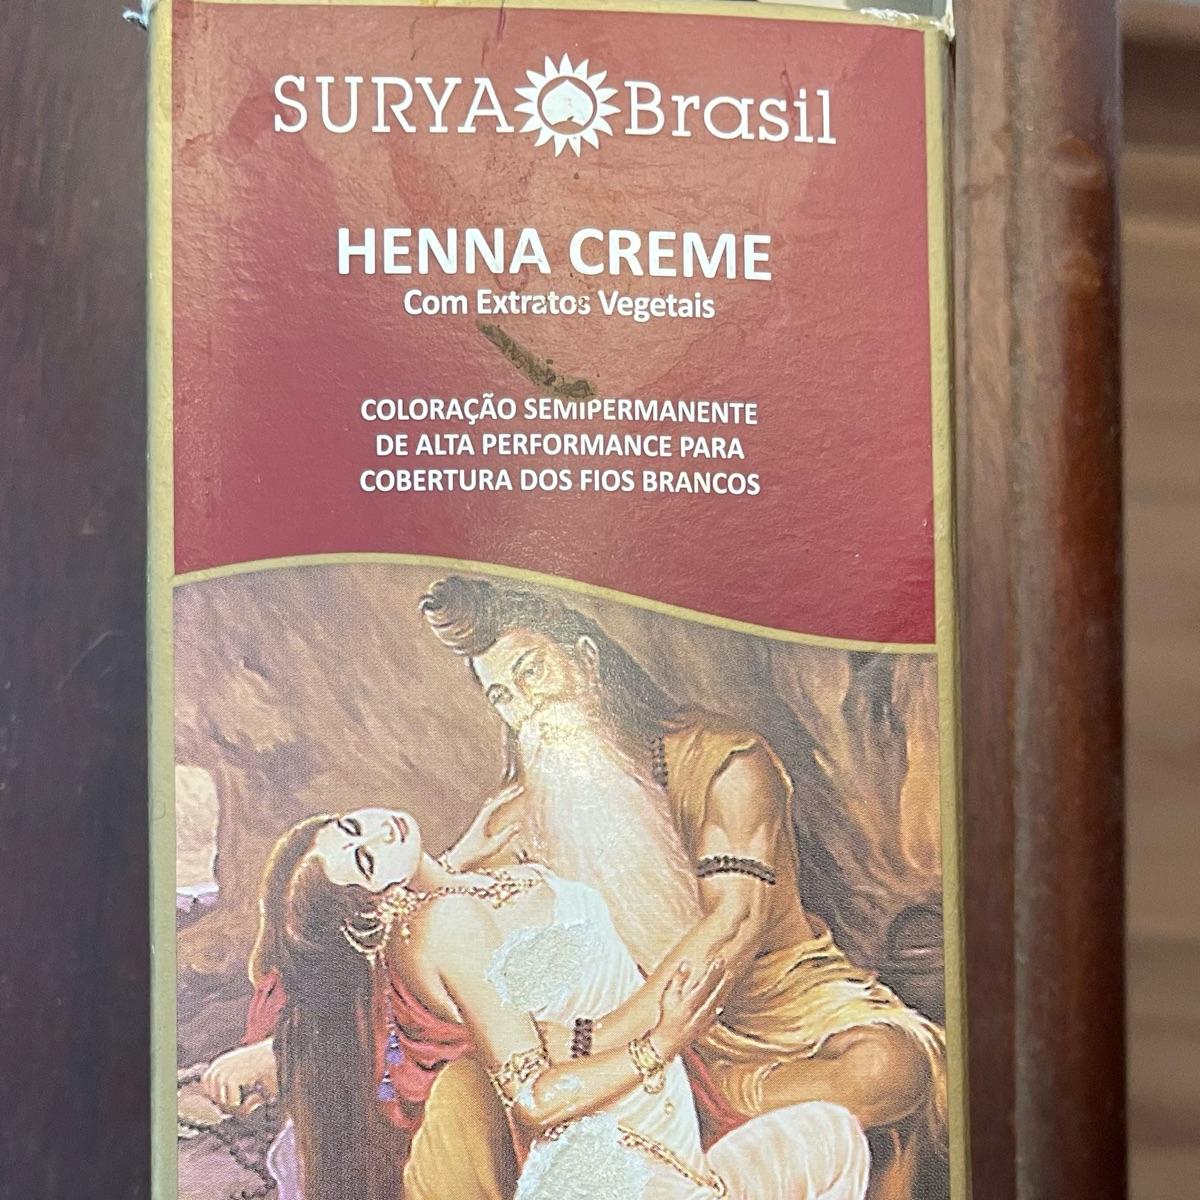 SURYA Brasil
HENNA CREME
Com Extratos Vegetais
COLORAÇÃO SEMIPERMANENTE
DE ALTA PERFORMANCE PARA
COBERTURA DOS FIOS BRANCOS